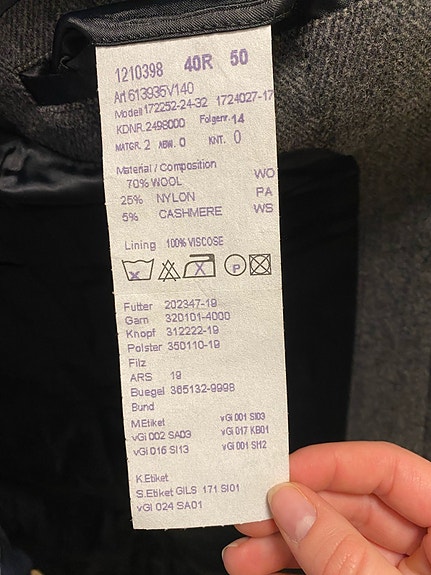 1210398 40R 50
Art 613935V140
Modell 172252-24-32 1724027-17
KDNR. 2498000 Folgenr. 14
MATGR. 2 ABW. 0 KNT. 0
Material / Composition
70% WOOL WO
25% NYLON PA
5% CASHMERE WS
Lining 100% VISCOSE
P
Futter 202347-19
Garn 320101-4000
Knopf 312222-19
Polster 350110-19
Filz
ARS 19
Buegel 365132-9998
Bund
M.Etiket vGi 001 SI03
vGi 002 SA03 vGi 017 KB01
vGi 016 SI13 vGi 001 SI12
K.Etiket
S.Etiket GILS 171 SI01
vGi 024 SA01